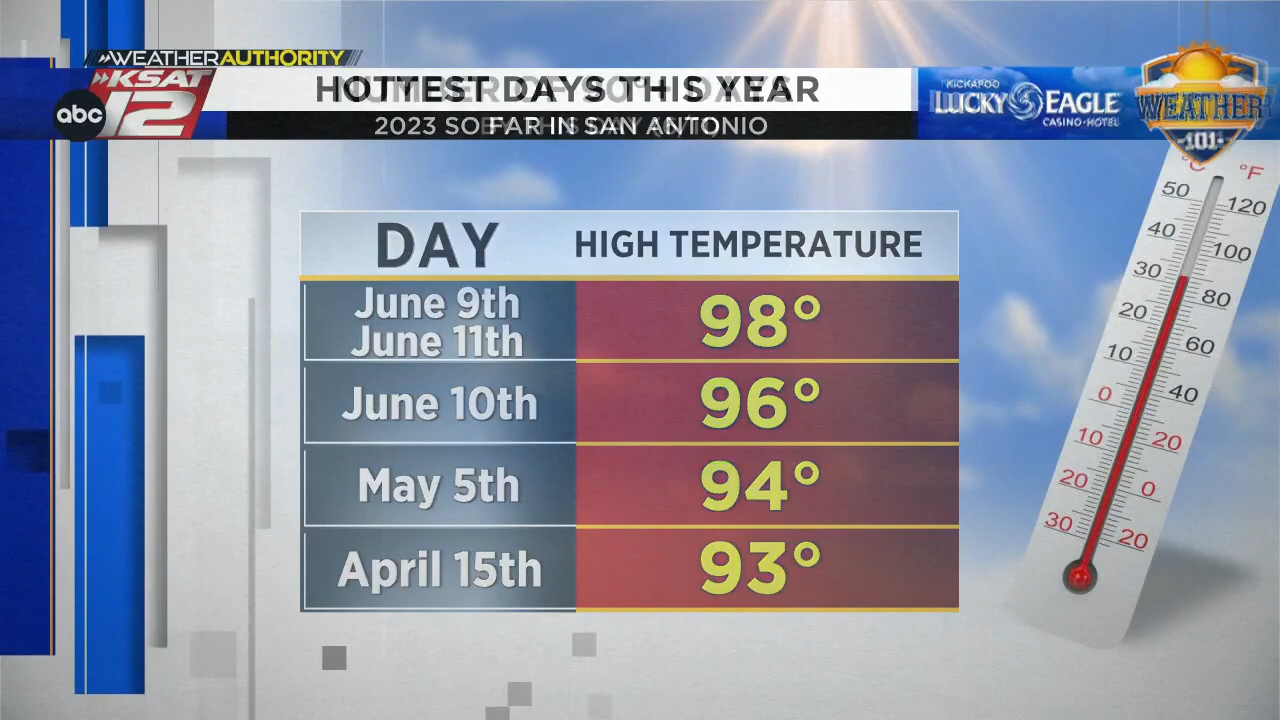 WEATHERAUTHORITY
abc
KSAT
12
HOTTEST DAYS THIS YEAR
2023 SO FAR IN SAN ANTONIO
KICKAPOO
LUCKY EAGLE
CASINO•HOTEL
WEATHER
101
DAY HIGH TEMPERATURE
June 9th
June 11th
98°
June 10th 96°
May 5th 94°
April 15th 93°
°C °F
50 120
40 100
30 80
20 60
10 40
0 20
10 0
20 20
30